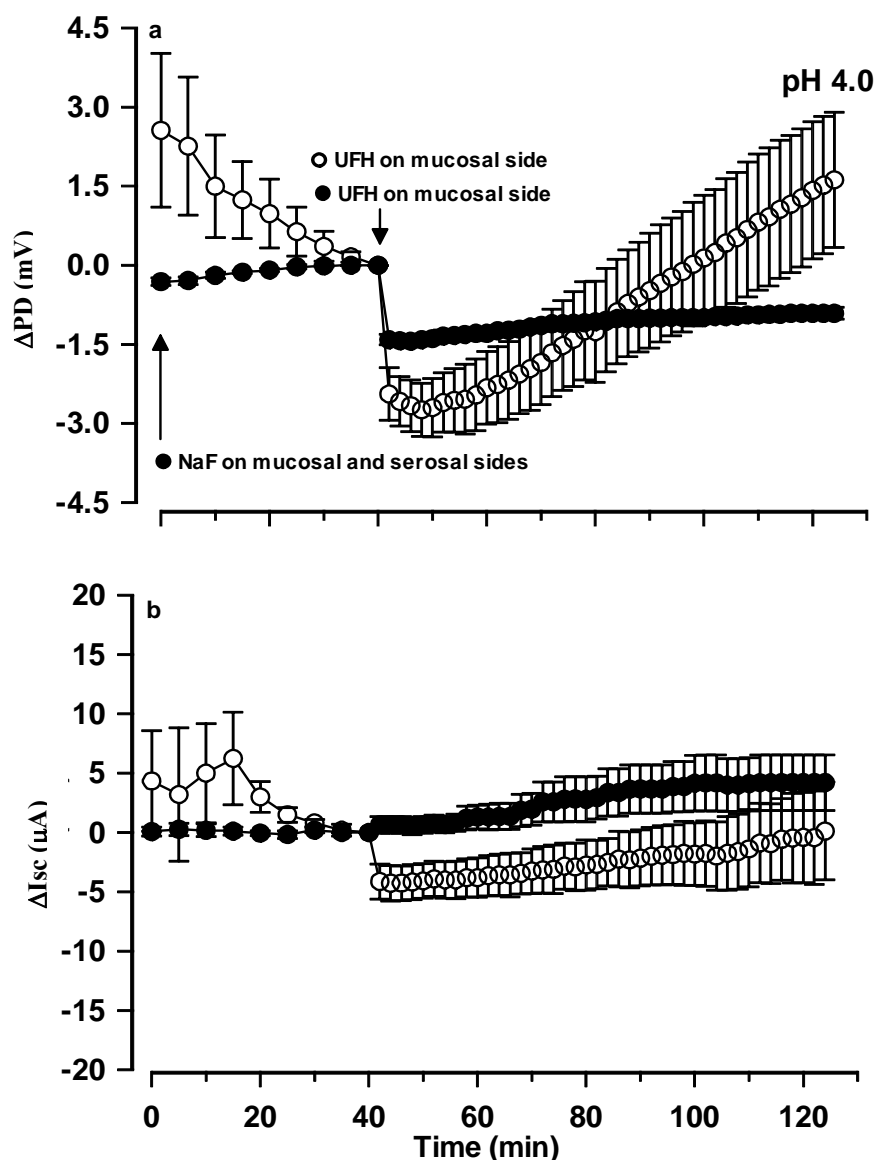 4.5
a
3.0
pH 4.0
○ UFH on mucosal side
1.5
● UFH on mucosal side
0.0
ΔPD (mV)
-1.5
-3.0
● NaF on mucosal and serosal sides
-4.5
20
b
15
10
5
0
ΔIsc (µA)
-5
-10
-15
-20
0 20 40 60 80 100 120
Time (min)